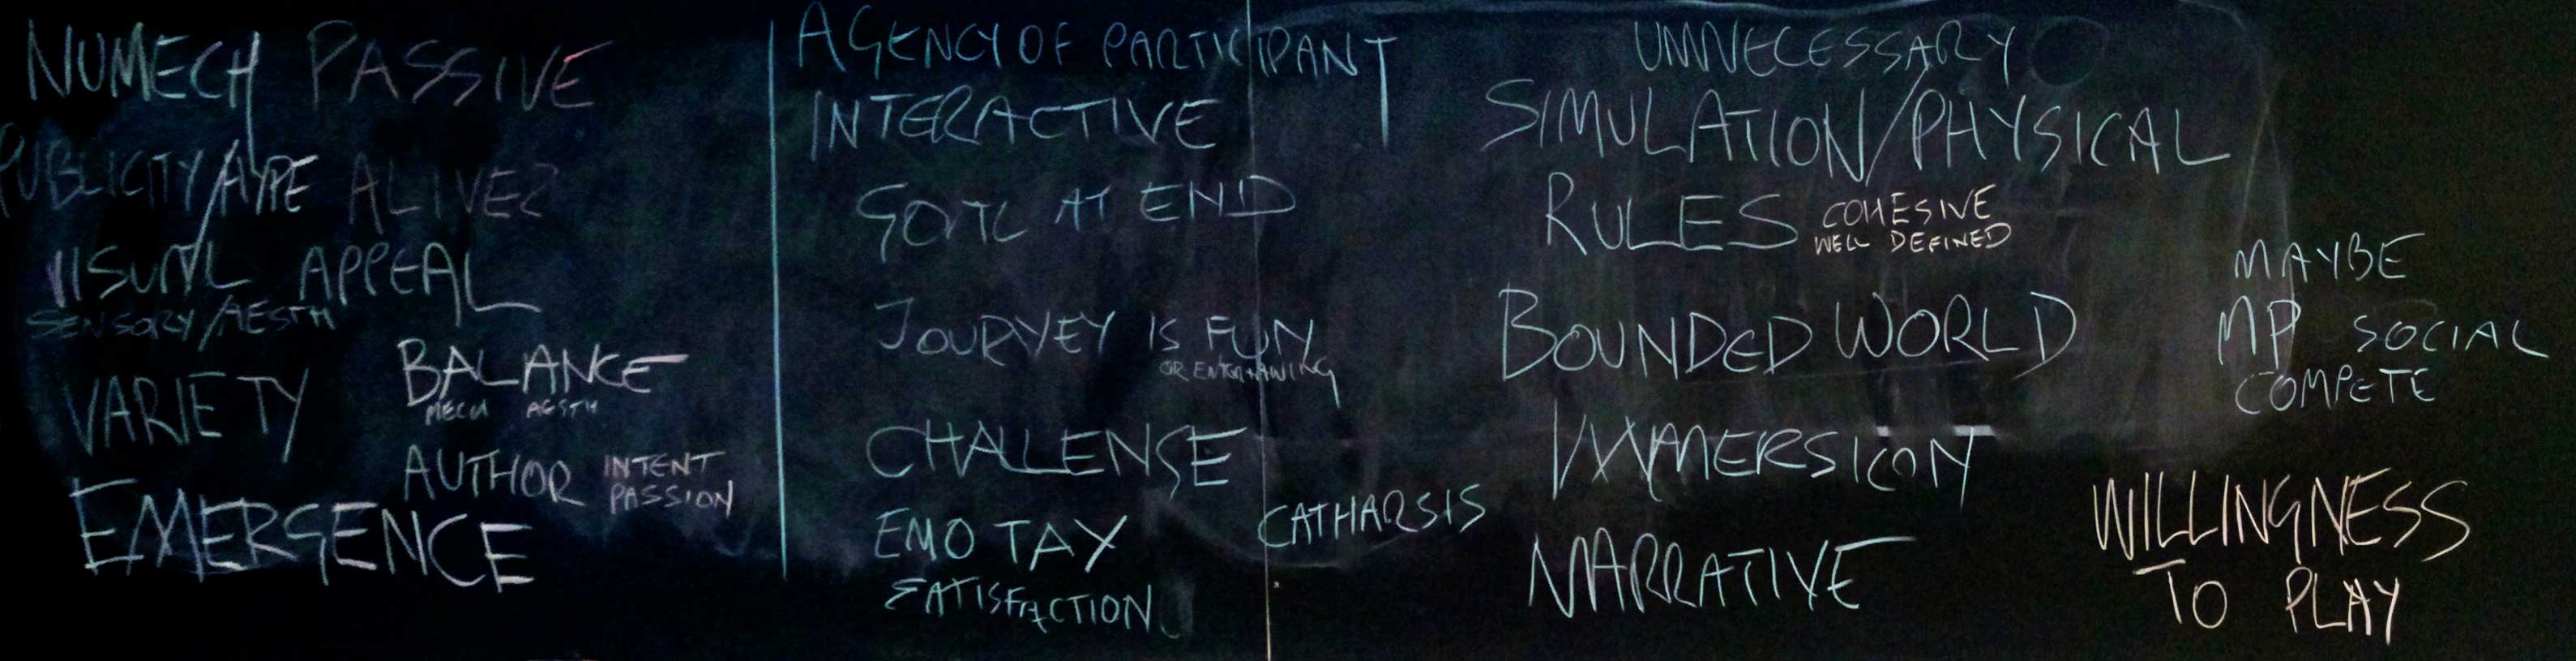 NUMECH PASSIVE
PUBLICITY/HYPE ALIVE?
VISUAL APPEAL
SENSORY/AESTH
VARIETY
BALANCE
MECH AESTH
AUTHOR INTENT
PASSION
EMERGENCE
AGENCY OF PARTICIPANT
INTERACTIVE
GOAL AT END
JOURNEY IS FUN
OR ENTERTAINING
CHALLENGE
EMO TAY
SATISFACTION
CATHARSIS
UNNECESSARY
SIMULATION/PHYSICAL
RULES COHESIVE
WELL DEFINED
BOUNDED WORLD
IMMERSION
NARRATIVE
MAYBE
MP SOCIAL
COMPETE
WILLINGNESS
TO PLAY